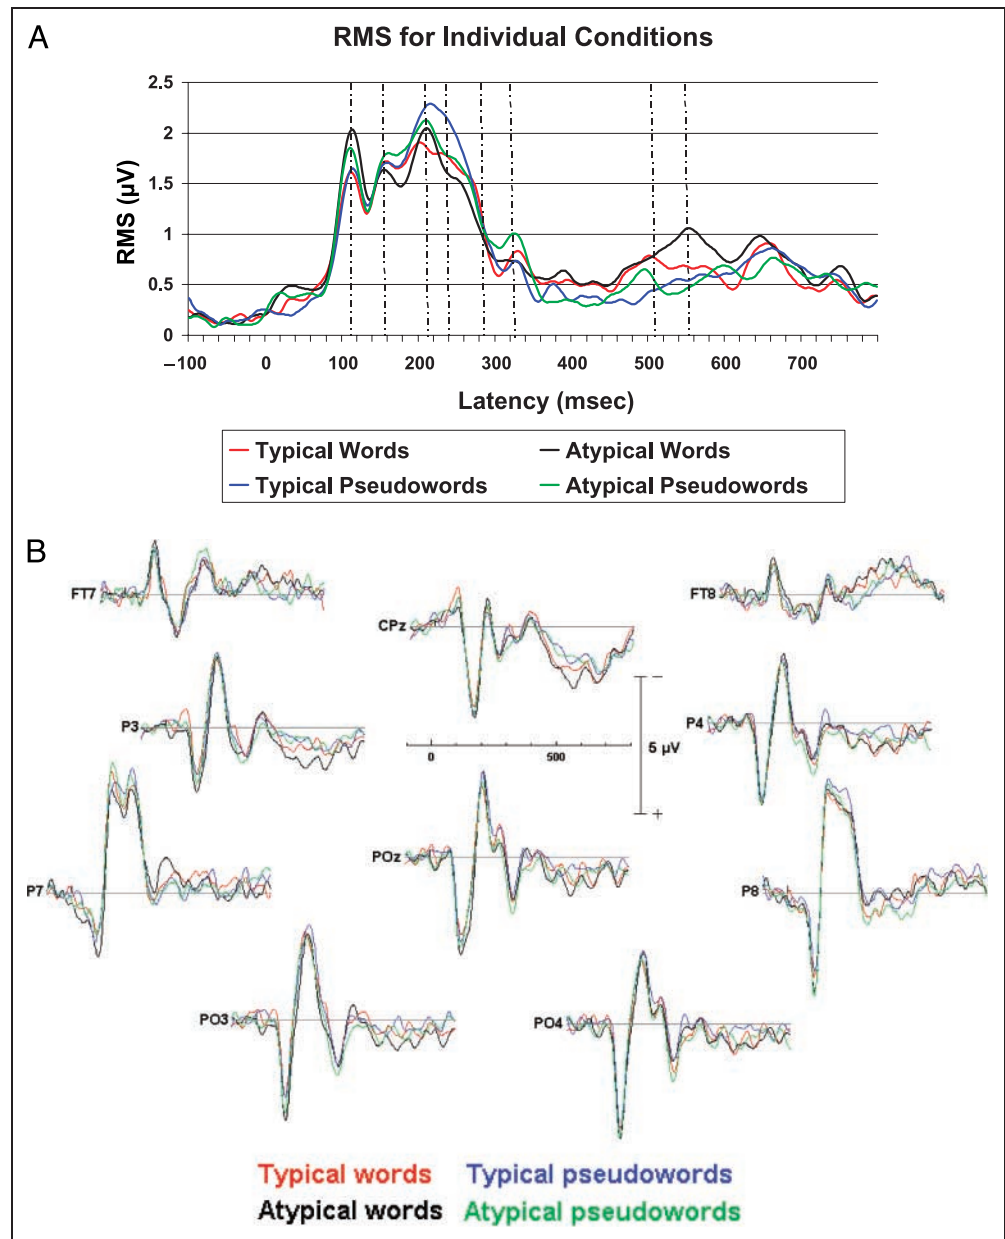 A
RMS for Individual Conditions
2.5
2
1.5
1
0.5
0
RMS (µV)
–100 0 100 200 300 400 500 600 700
Latency (msec)
Typical Words Atypical Words
Typical Pseudowords Atypical Pseudowords
B
FT7
FT8
CPz
P3
P4
0 500
5 µV
–
+
P7
POz
P8
PO3
PO4
Typical words Typical pseudowords
Atypical words Atypical pseudowords